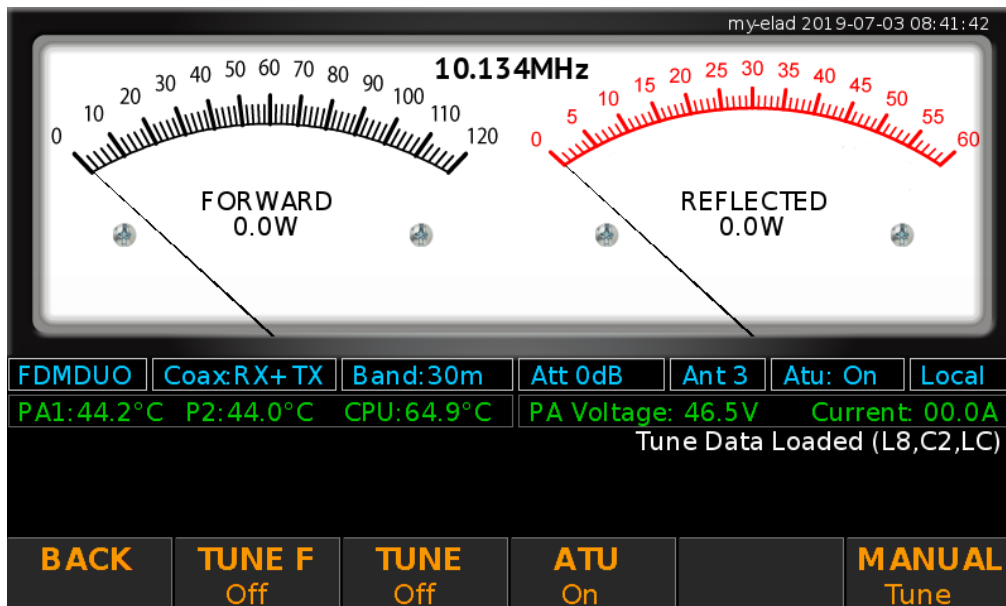 my-elad 2019-07-03 08:41:42
10.134MHz
0 10 20 30 40 50 60 70 80 90 100 110 120
0 5 10 15 20 25 30 35 40 45 50 55 60
FORWARD REFLECTED
0.0W 0.0W
FDMDUO Coax:RX+TX Band:30m Att 0dB Ant 3 Atu: On Local
PA1:44.2°C P2:44.0°C CPU:64.9°C PA Voltage: 46.5V Current: 00.0A
Tune Data Loaded (L8,C2,LC)
BACK TUNE F TUNE ATU MANUAL
Off Off On Tune